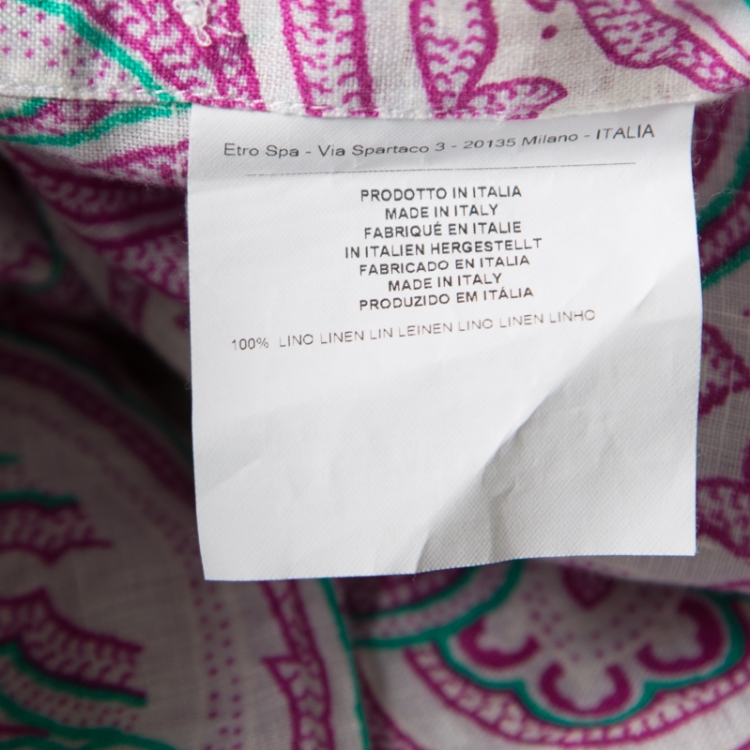 Etro Spa - Via Spartaco 3 - 20135 Milano - ITALIA
PRODOTTO IN ITALIA
MADE IN ITALY
FABRIQUÉ EN ITALIE
IN ITALIEN HERGESTELLT
FABRICADO EN ITALIA
MADE IN ITALY
PRODUZIDO EM ITÁLIA
100% LINO LINEN LIN LEINEN LINO LINEN LINHO